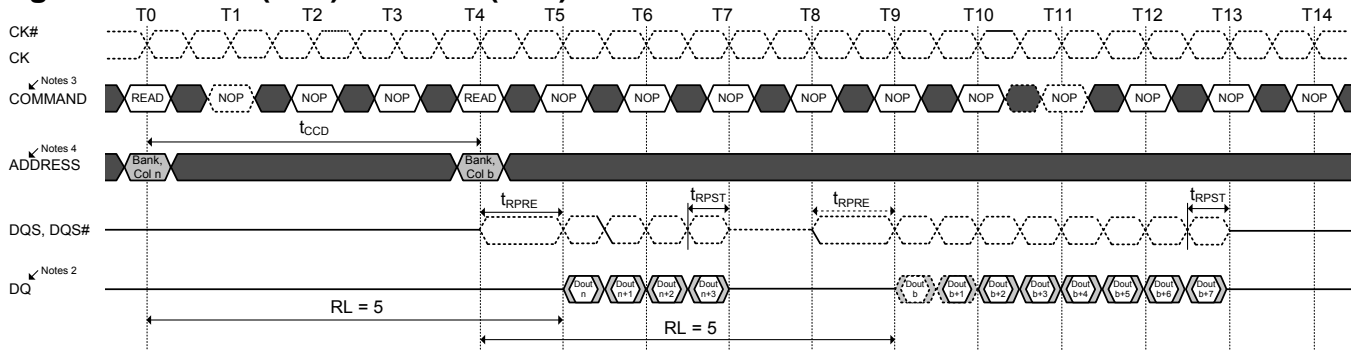 T0 T1 T2 T3 T4 T5 T6 T7 T8 T9 T10 T11 T12 T13 T14
CK#
CK
Notes 3
COMMAND READ NOP NOP NOP READ NOP NOP NOP NOP NOP NOP NOP NOP NOP NOP
tCCD
Notes 4
ADDRESS Bank, Col n Bank, Col b
tRPRE tRPST tRPRE tRPST
DQS, DQS#
Notes 2
DQ Dout n Dout n+1 Dout n+2 Dout n+3 Dout b Dout b+1 Dout b+2 Dout b+3 Dout b+4 Dout b+5 Dout b+6 Dout b+7
RL = 5
RL = 5